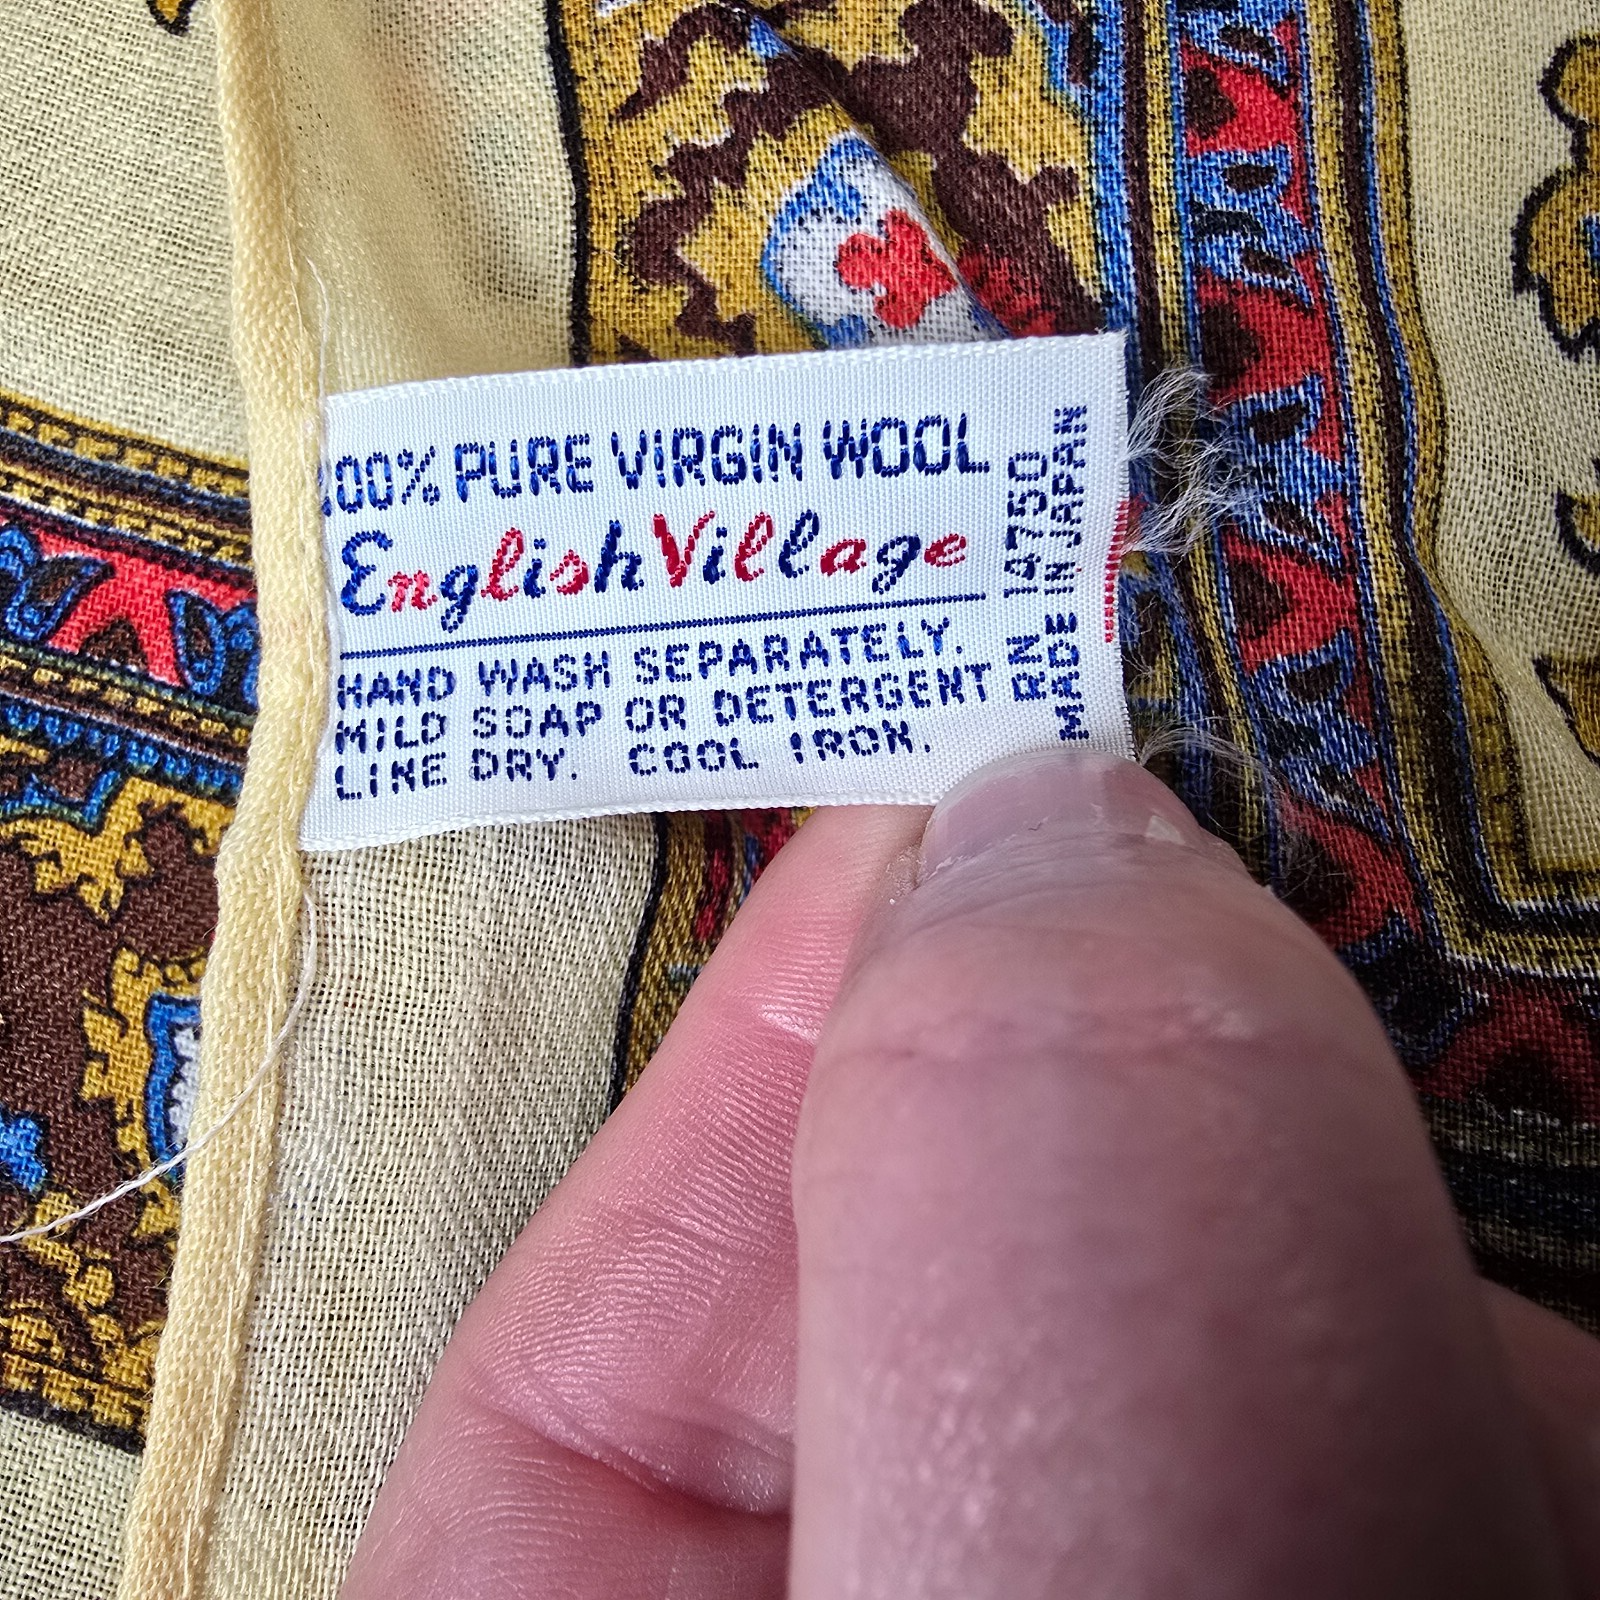 100% PURE VIRGIN WOOL
English Village
HAND WASH SEPARATELY.
MILD SOAP OR DETERGENT
LINE DRY. COOL IRON.
RN 14750
MADE IN JAPAN